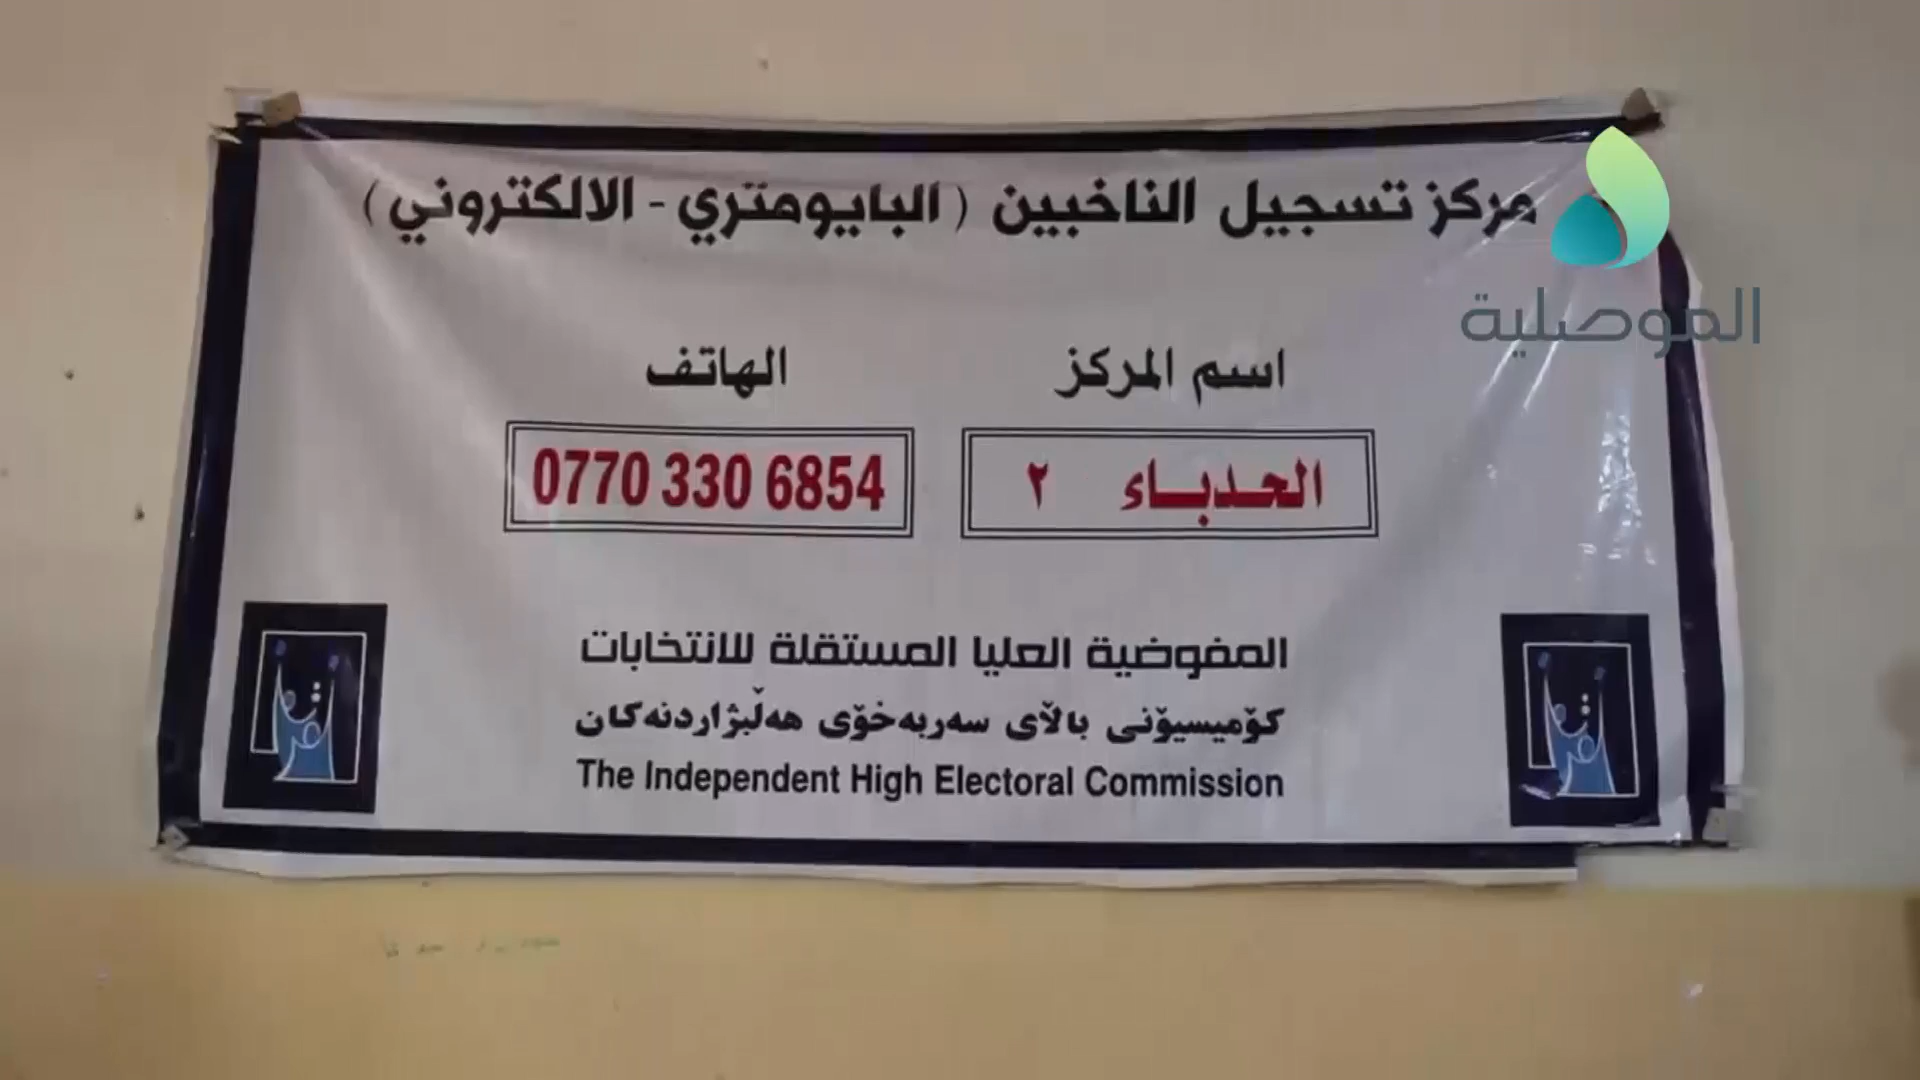 مركز تسجيل الناخبين ( البايومتري - الالكتروني )
الموصلية
اسم المركز
الهاتف
الحدباء ٢
0770 330 6854
المفوضية العليا المستقلة للانتخابات
كۆمیسیۆنی باڵای سەربەخۆی هەڵبژاردنەکان
The Independent High Electoral Commission